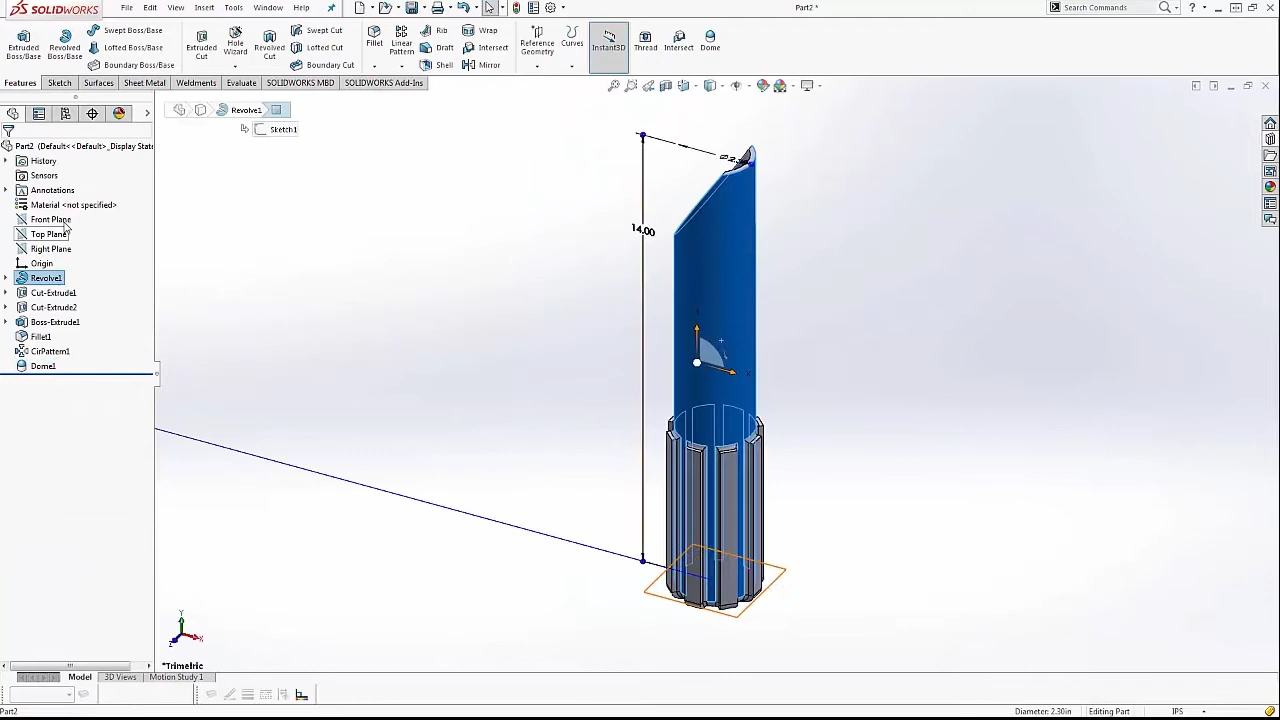 SOLIDWORKS
File Edit View Insert Tools Window Help
Part2 *
Search Commands
Extruded Boss/Base
Revolved Boss/Base
Swept Boss/Base
Lofted Boss/Base
Boundary Boss/Base
Extruded Cut
Hole Wizard
Revolved Cut
Swept Cut
Lofted Cut
Boundary Cut
Fillet
Linear Pattern
Rib
Draft
Shell
Wrap
Intersect
Mirror
Reference Geometry
Curves
Instant3D
Thread
Intersect
Dome
Features Sketch Surfaces Sheet Metal Weldments Evaluate SOLIDWORKS MBD SOLIDWORKS Add-Ins
Revolve1
Sketch1
Part2 (Default<<Default>_Display State
History
Sensors
Annotations
Material <not specified>
Front Plane
Top Plane
Right Plane
Origin
Revolve1
Cut-Extrude1
Cut-Extrude2
Boss-Extrude1
Fillet1
CirPattern1
Dome1
14.00
Y
X
Y
X
Z
*Trimetric
Model 3D Views Motion Study 1
Part2
Diameter: 2.30in Editing Part IPS